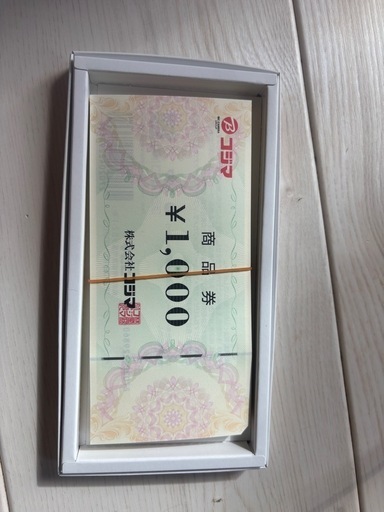 コジマ
商品券
￥1,000
株式会社コジマ